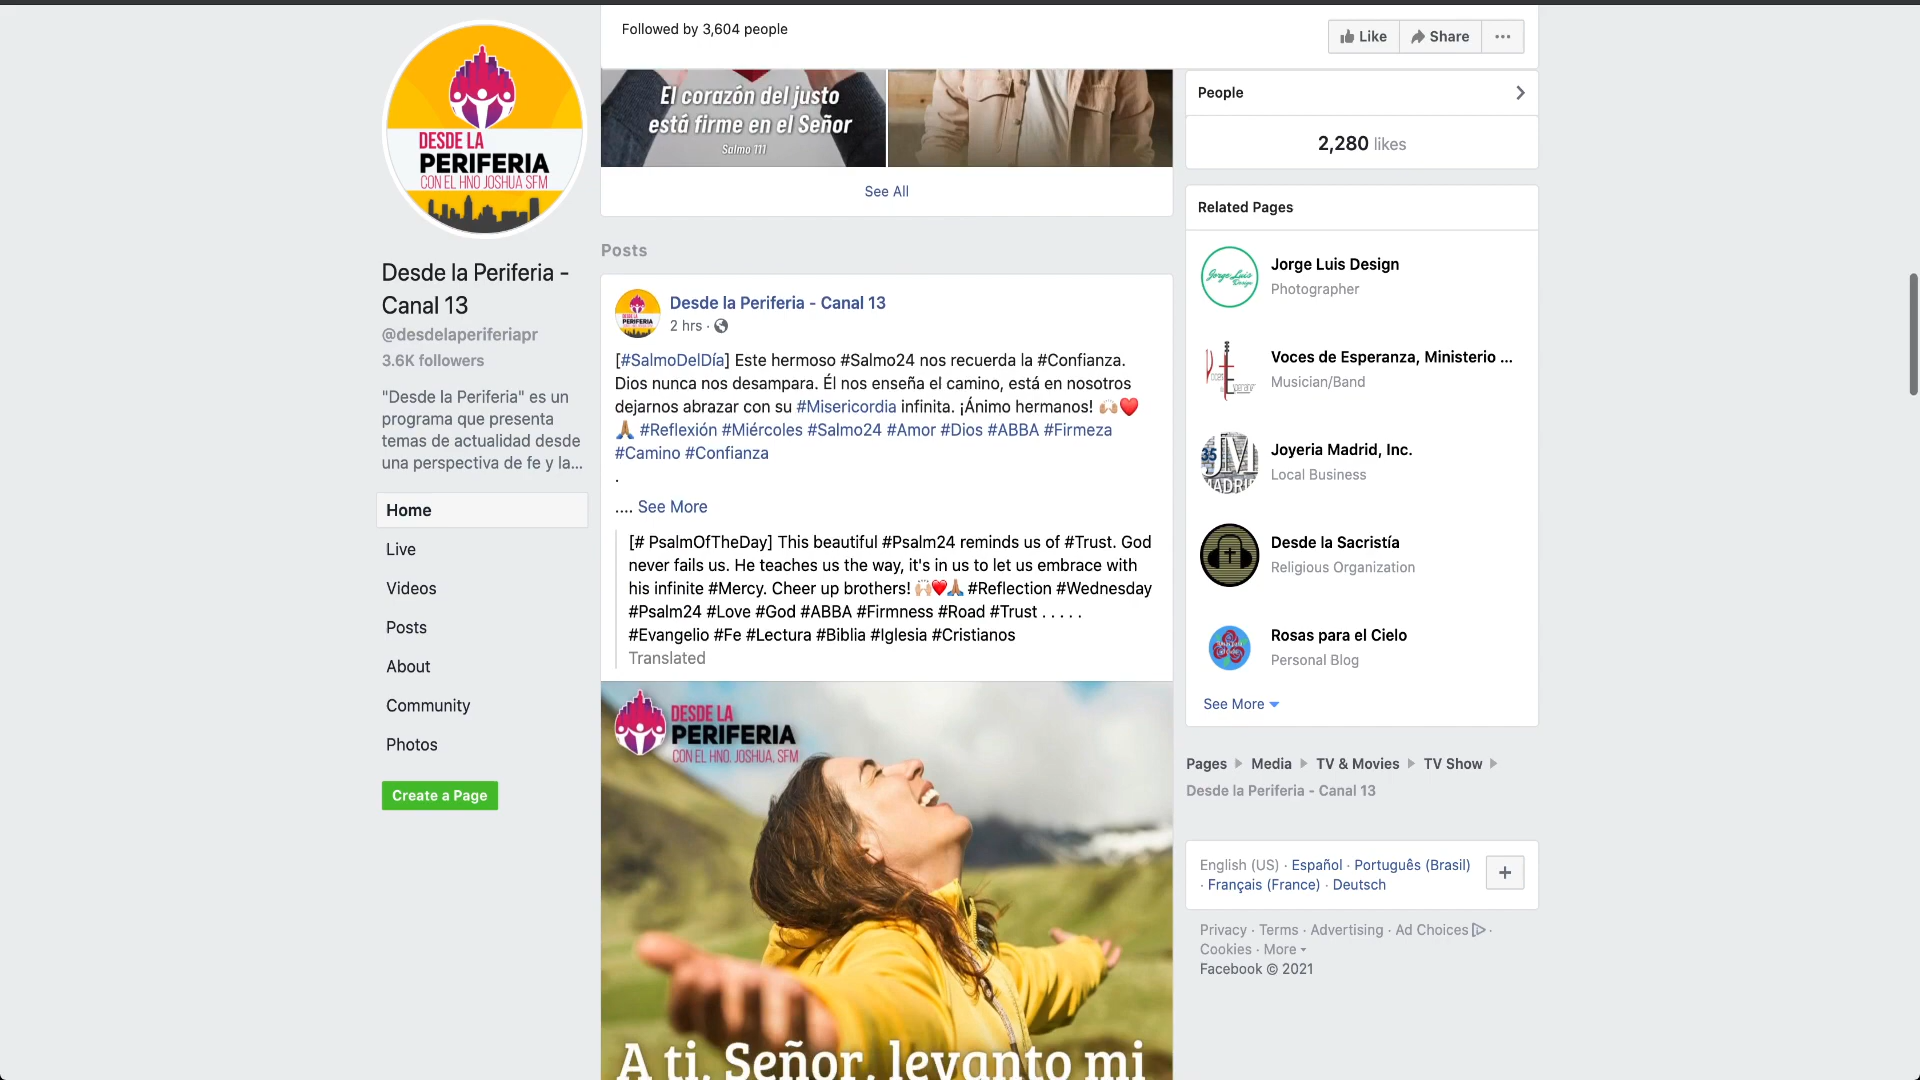 Followed by 3,604 people
Like
Share
El corazón del justo
está firme en el Señor
Salmo 111
See All
DESDE LA
PERIFERIA
CON EL HNO JOSHUA SFM
Desde la Periferia -
Canal 13
@desdelaperiferiapr
3.6K followers
"Desde la Periferia" es un
programa que presenta
temas de actualidad desde
una perspectiva de fe y la...
Home
Live
Videos
Posts
About
Community
Photos
Create a Page
Posts
DESDE LA
PERIFERIA
Desde la Periferia - Canal 13
2 hrs ·
[#SalmoDelDía] Este hermoso #Salmo24 nos recuerda la #Confianza.
Dios nunca nos desampara. Él nos enseña el camino, está en nosotros
dejarnos abrazar con su #Misericordia infinita. ¡Ánimo hermanos! 🙌🏼❤️
🙏🏽 #Reflexión #Miércoles #Salmo24 #Amor #Dios #ABBA #Firmeza
#Camino #Confianza
.
.... See More
[# PsalmOfTheDay] This beautiful #Psalm24 reminds us of #Trust. God
never fails us. He teaches us the way, it's in us to let us embrace with
his infinite #Mercy. Cheer up brothers! 🙌🏼❤️🙏🏽 #Reflection #Wednesday
#Psalm24 #Love #God #ABBA #Firmness #Road #Trust . . . . .
#Evangelio #Fe #Lectura #Biblia #Iglesia #Cristianos
Translated
DESDE LA
PERIFERIA
CON EL HNO. JOSHUA, SFM
A ti, Señor, levanto mi
People
2,280 likes
Related Pages
Jorge Luis
Design
Jorge Luis Design
Photographer
Voces de Esperanza, Ministerio ...
Musician/Band
35
JM
MADRID
Joyeria Madrid, Inc.
Local Business
Desde la Sacristía
Religious Organization
Rosas para el Cielo
Personal Blog
See More
Pages Media TV & Movies TV Show
Desde la Periferia - Canal 13
English (US) · Español · Português (Brasil)
· Français (France) · Deutsch
Privacy · Terms · Advertising · Ad Choices ·
Cookies · More
Facebook © 2021